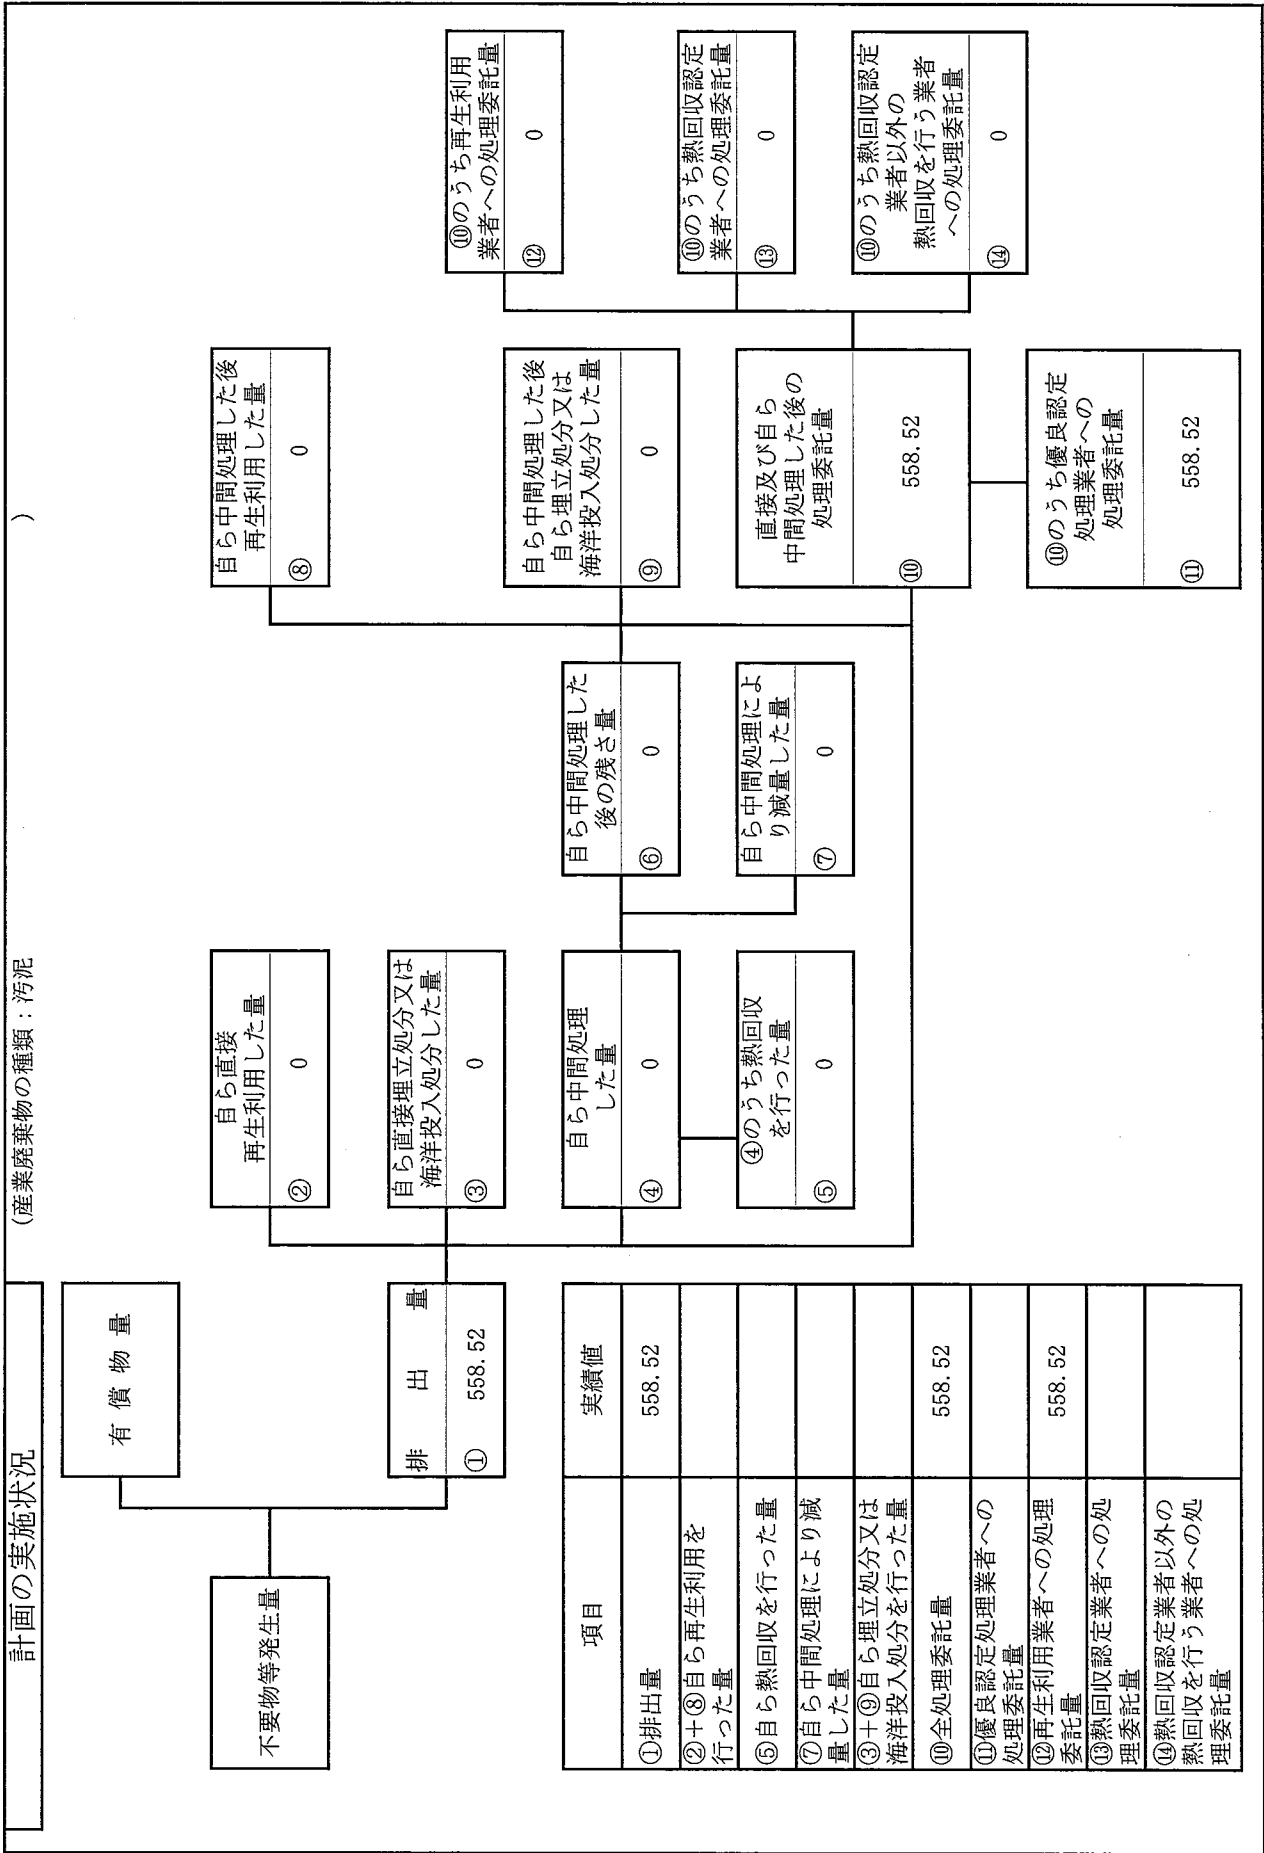 計画の実施状況
(産業廃棄物の種類：汚泥
)
不要物等発生量
有償物量
排出量
① 558.52
自ら直接
再生利用した量
② 0
自ら直接埋立処分又は
海洋投入処分した量
③ 0
自ら中間処理
した量
④ 0
④のうち熱回収
を行った量
⑤ 0
自ら中間処理した
後の残さ量
⑥ 0
自ら中間処理によ
り減量した量
⑦ 0
自ら中間処理した後
再生利用した量
⑧ 0
自ら中間処理した後
自ら埋立処分又は
海洋投入処分した量
⑨ 0
直接及び自ら
中間処理した後の
処理委託量
⑩ 558.52
⑩のうち優良認定
処理業者への
処理委託量
⑪ 558.52
⑩のうち再生利用
業者への処理委託量
⑫ 0
⑩のうち熱回収認定
業者への処理委託量
⑬ 0
⑩のうち熱回収認定
業者以外の
熱回収を行う業者
への処理委託量
⑭ 0
項目 実績値
①排出量 558.52
②+⑧自ら再生利用を
行った量
⑤自ら熱回収を行った量
⑦自ら中間処理により減
量した量
③+⑨自ら埋立処分又は
海洋投入処分を行った量
⑩全処理委託量 558.52
⑪優良認定処理業者への
処理委託量
⑫再生利用業者への処理
委託量 558.52
⑬熱回収認定業者への処
理委託量
⑭熱回収認定業者以外の
熱回収を行う業者への処
理委託量